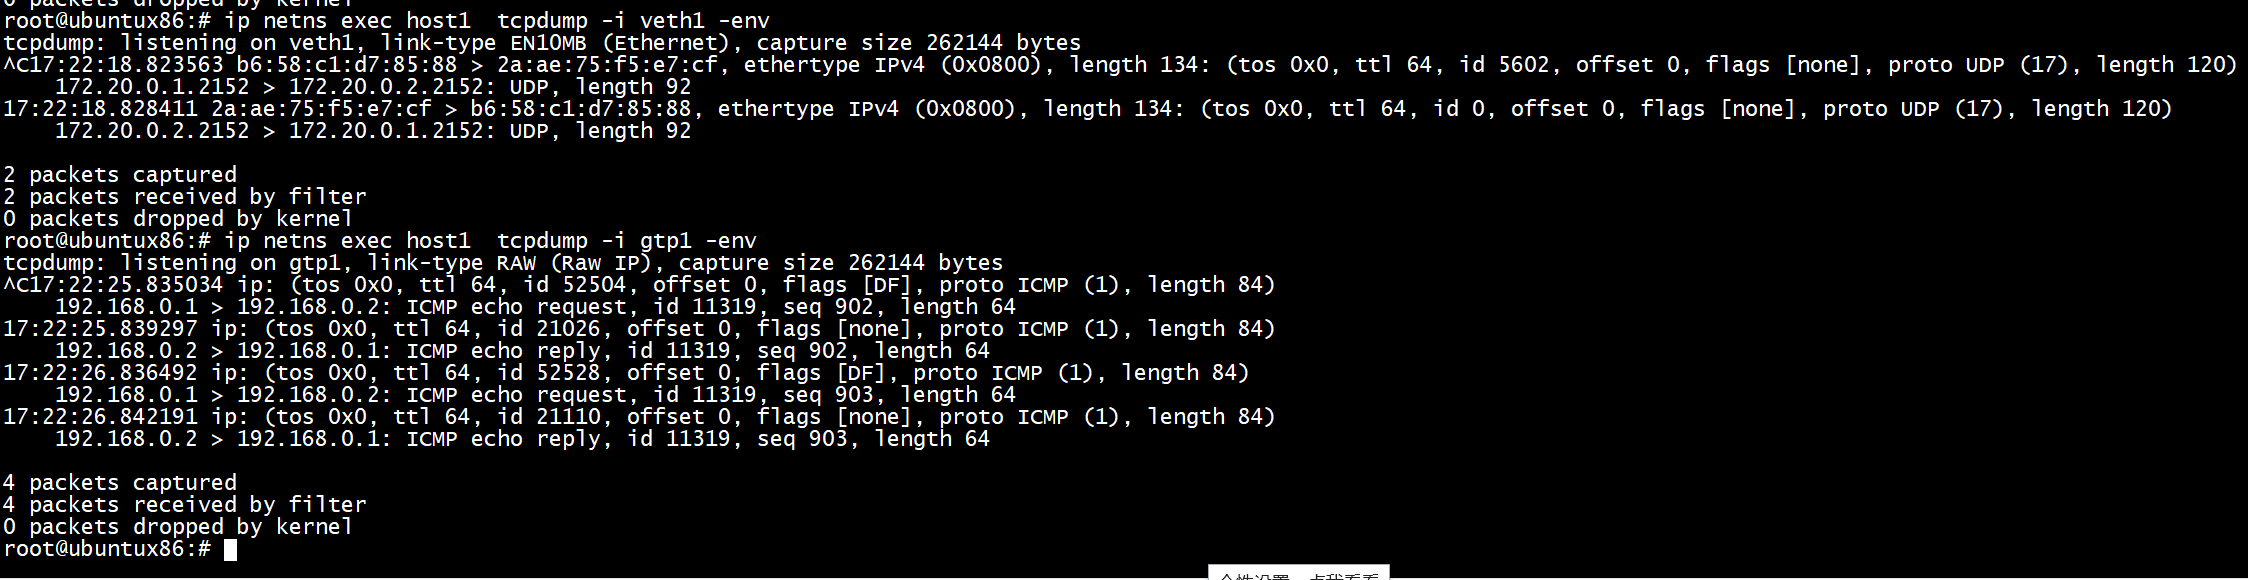 0 packets dropped by kernel
root@ubuntux86:# ip netns exec host1  tcpdump -i veth1 -env
tcpdump: listening on veth1, link-type EN10MB (Ethernet), capture size 262144 bytes
^C17:22:18.823563 b6:58:c1:d7:85:88 > 2a:ae:75:f5:e7:cf, ethertype IPv4 (0x0800), length 134: (tos 0x0, ttl 64, id 5602, offset 0, flags [none], proto UDP (17), length 120)
    172.20.0.1.2152 > 172.20.0.2.2152: UDP, length 92
17:22:18.828411 2a:ae:75:f5:e7:cf > b6:58:c1:d7:85:88, ethertype IPv4 (0x0800), length 134: (tos 0x0, ttl 64, id 0, offset 0, flags [none], proto UDP (17), length 120)
    172.20.0.2.2152 > 172.20.0.1.2152: UDP, length 92

2 packets captured
2 packets received by filter
0 packets dropped by kernel
root@ubuntux86:# ip netns exec host1  tcpdump -i gtp1 -env
tcpdump: listening on gtp1, link-type RAW (Raw IP), capture size 262144 bytes
^C17:22:25.835034 ip: (tos 0x0, ttl 64, id 52504, offset 0, flags [DF], proto ICMP (1), length 84)
    192.168.0.1 > 192.168.0.2: ICMP echo request, id 11319, seq 902, length 64
17:22:25.839297 ip: (tos 0x0, ttl 64, id 21026, offset 0, flags [none], proto ICMP (1), length 84)
    192.168.0.2 > 192.168.0.1: ICMP echo reply, id 11319, seq 902, length 64
17:22:26.836492 ip: (tos 0x0, ttl 64, id 52528, offset 0, flags [DF], proto ICMP (1), length 84)
    192.168.0.1 > 192.168.0.2: ICMP echo request, id 11319, seq 903, length 64
17:22:26.842191 ip: (tos 0x0, ttl 64, id 21110, offset 0, flags [none], proto ICMP (1), length 84)
    192.168.0.2 > 192.168.0.1: ICMP echo reply, id 11319, seq 903, length 64

4 packets captured
4 packets received by filter
0 packets dropped by kernel
root@ubuntux86:#
个性设置，点我看看